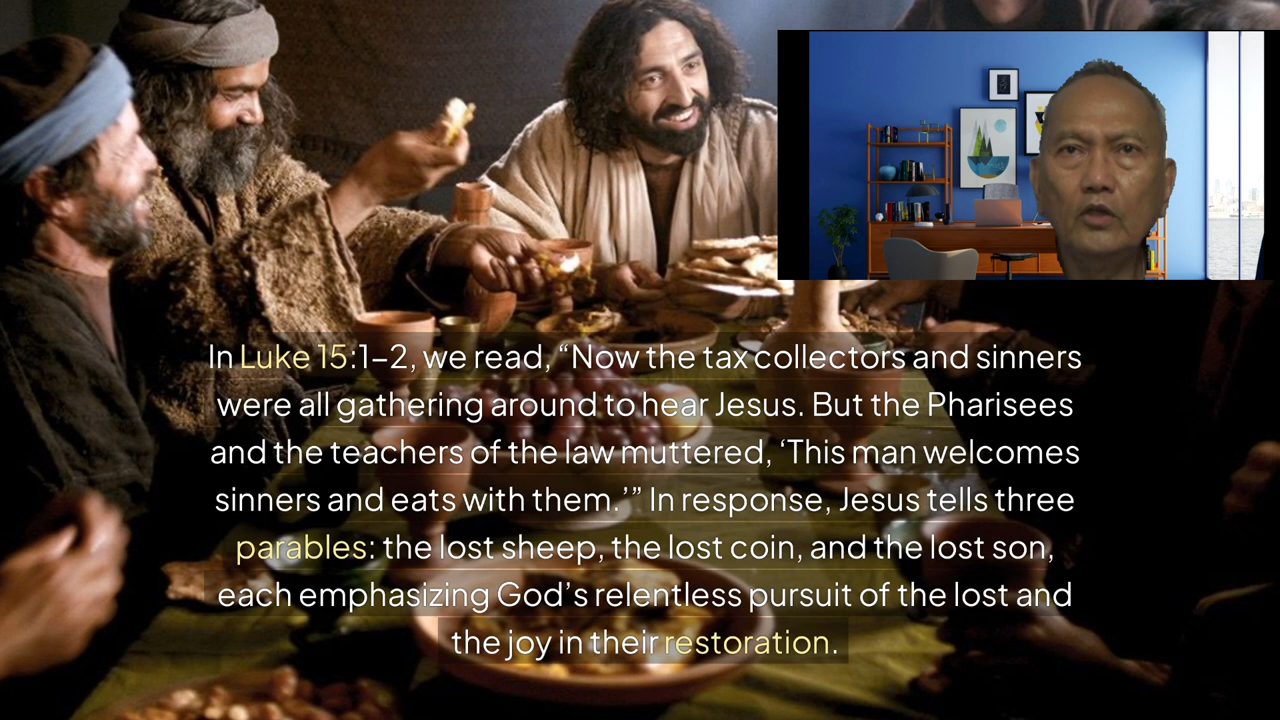 In Luke 15:1–2, we read, “Now the tax collectors and sinners
were all gathering around to hear Jesus. But the Pharisees
and the teachers of the law muttered, ‘This man welcomes
sinners and eats with them.’” In response, Jesus tells three
parables: the lost sheep, the lost coin, and the lost son,
each emphasizing God’s relentless pursuit of the lost and
the joy in their restoration.